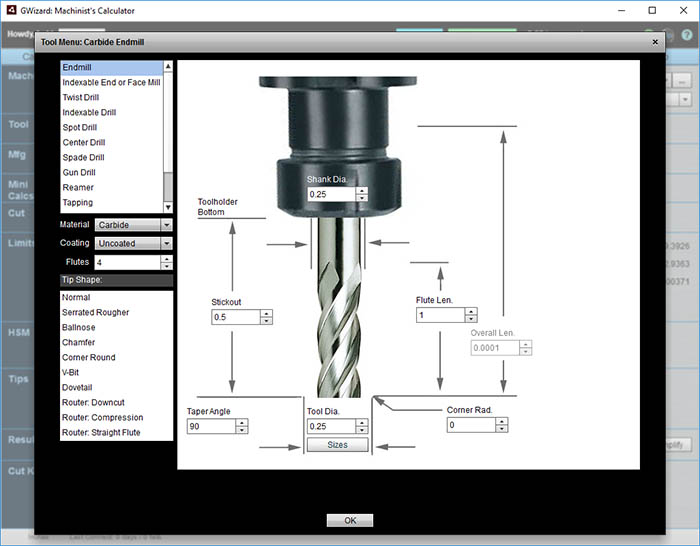 GWizard: Machinist's Calculator
Howdy,
Tool Menu: Carbide Endmill
Endmill
Indexable End or Face Mill
Twist Drill
Indexable Drill
Spot Drill
Center Drill
Spade Drill
Gun Drill
Reamer
Tapping
Material Carbide
Coating Uncoated
Flutes 4
Tip Shape:
Normal
Serrated Rougher
Ballnose
Chamfer
Corner Round
V-Bit
Dovetail
Router: Downcut
Router: Compression
Router: Straight Flute
Shank Dia.
0.25
Toolholder
Bottom
Stickout
0.5
Flute Len.
1
Overall Len.
0.0001
Taper Angle
90
Tool Dia.
0.25
Sizes
Corner Rad.
0
OK
Mach
Tool
Mfg
Mini
Calcs
Cut
Limits
HSM
Tips
Resul
Cut K
.3926
.9363
.00371